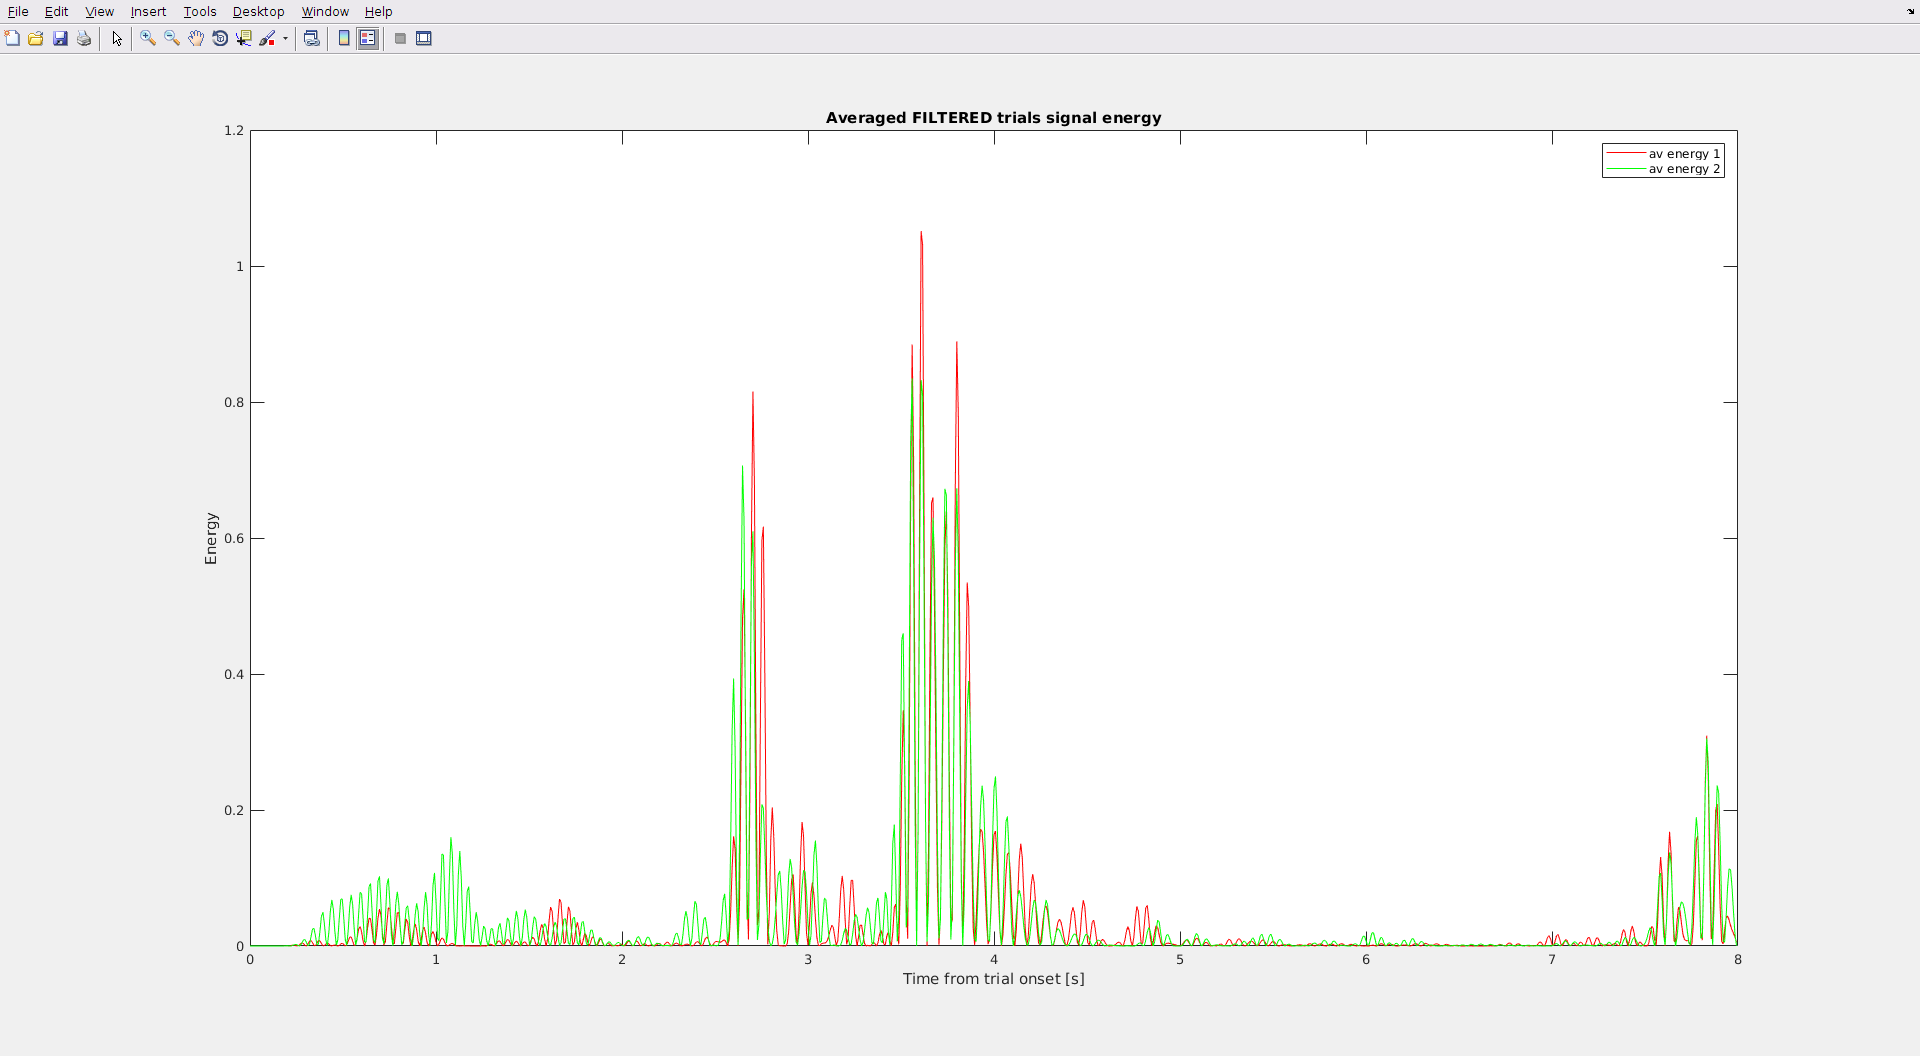 File Edit View Insert Tools Desktop Window Help
Averaged FILTERED trials signal energy
1.2
1
0.8
0.6
0.4
0.2
0
Energy
av energy 1
av energy 2
0 1 2 3 4 5 6 7 8
Time from trial onset [s]